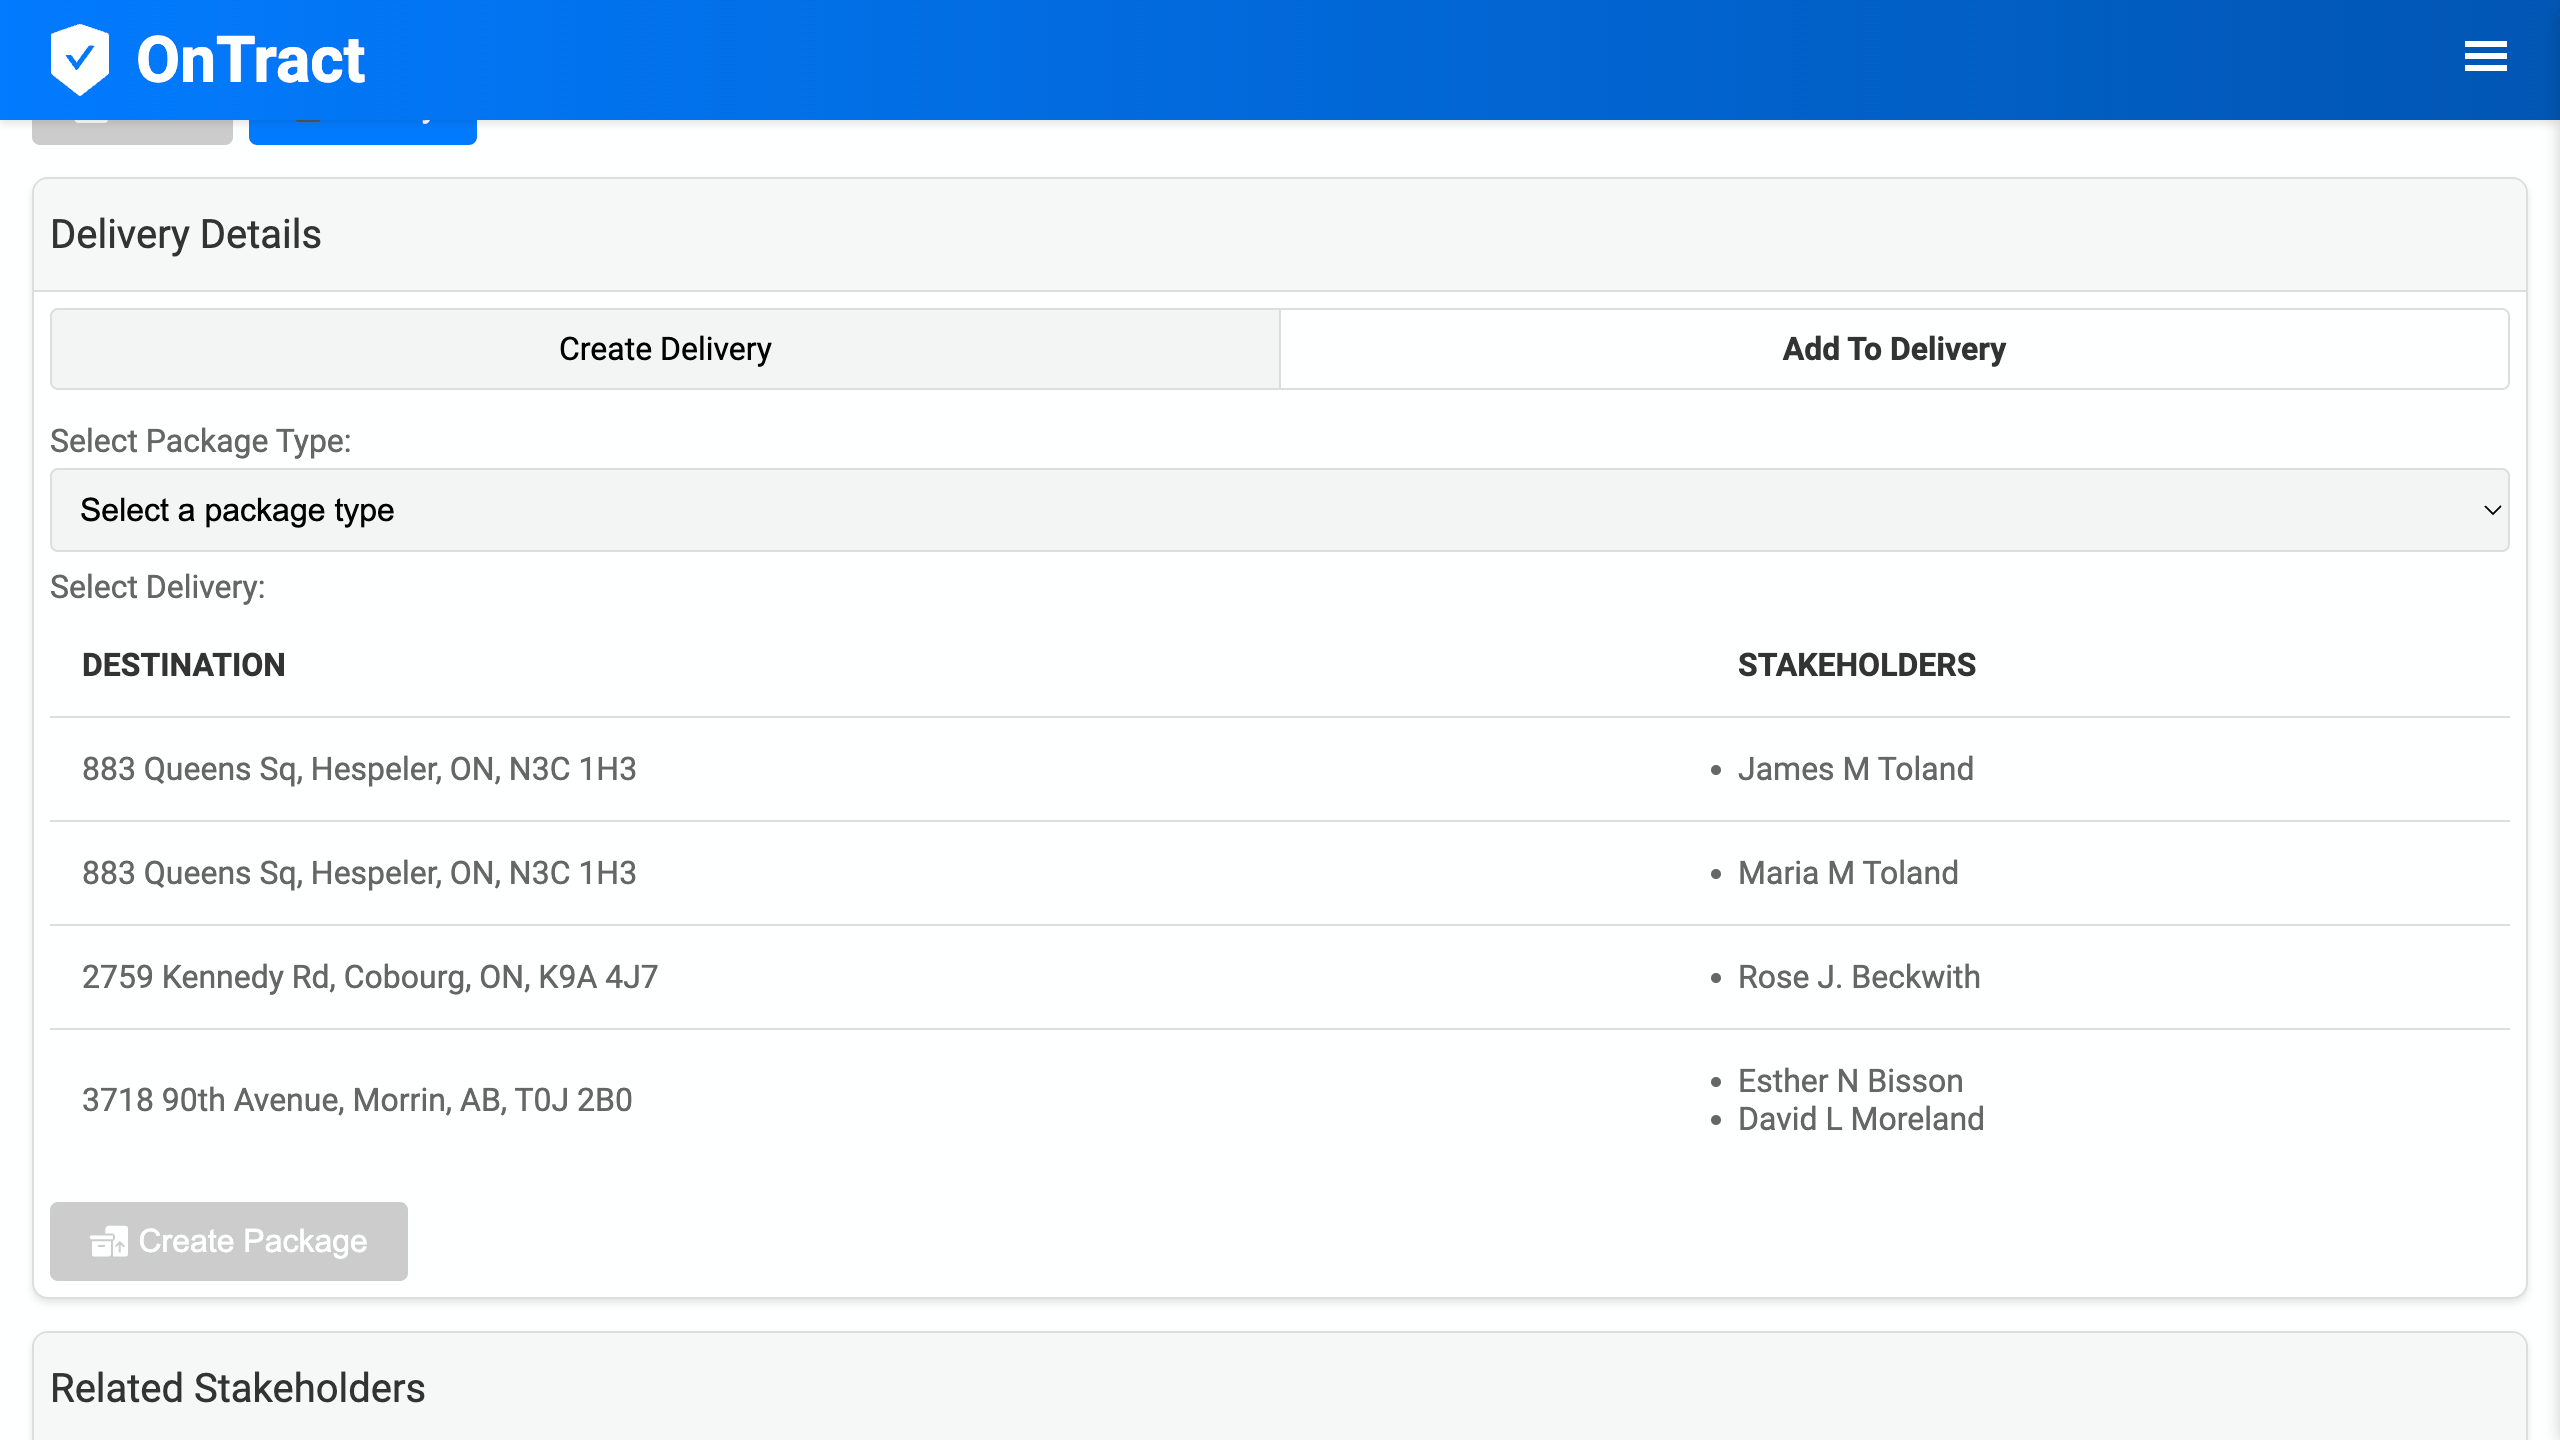 OnTract
Delivery Details
Create Delivery
Add To Delivery
Select Package Type:
Select a package type
Select Delivery:
DESTINATION
STAKEHOLDERS
883 Queens Sq, Hespeler, ON, N3C 1H3
James M Toland
883 Queens Sq, Hespeler, ON, N3C 1H3
Maria M Toland
2759 Kennedy Rd, Cobourg, ON, K9A 4J7
Rose J. Beckwith
3718 90th Avenue, Morrin, AB, T0J 2B0
Esther N Bisson
David L Moreland
Create Package
Related Stakeholders